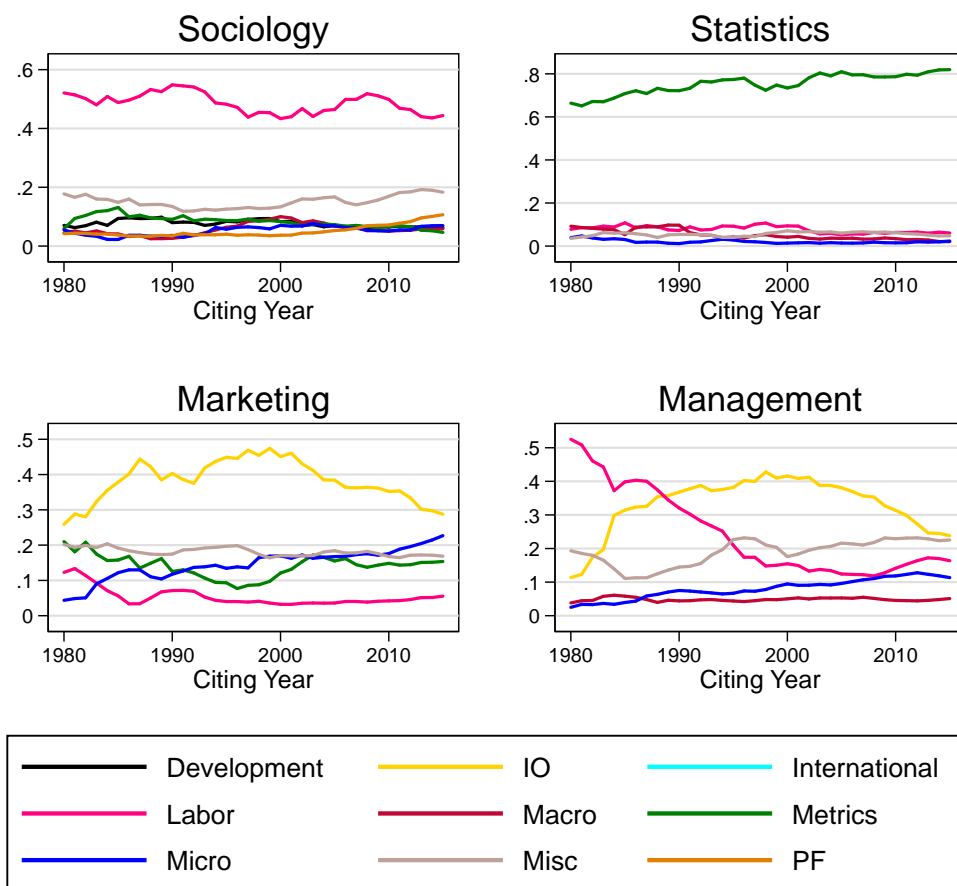 Sociology
.6
.4
.2
0
1980 1990 2000 2010
Citing Year
Statistics
.8
.6
.4
.2
0
1980 1990 2000 2010
Citing Year
Marketing
.5
.4
.3
.2
.1
0
1980 1990 2000 2010
Citing Year
Management
.5
.4
.3
.2
.1
0
1980 1990 2000 2010
Citing Year
Development IO International
Labor Macro Metrics
Micro Misc PF